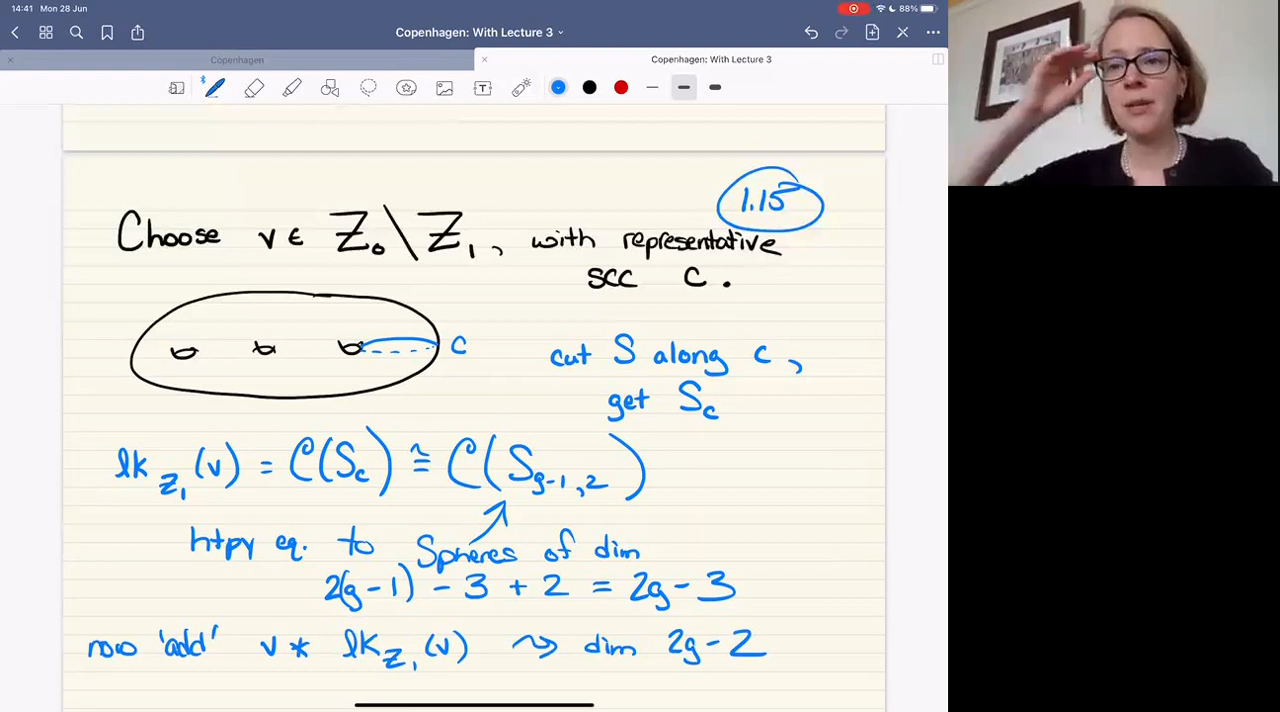 14:41 Mon 28 Jun
88%
Copenhagen: With Lecture 3
Copenhagen
Copenhagen: With Lecture 3
1.15
Choose v ∈ Z₀ \ Z₁, with representative
scc C.
c
cut S along c,
get S_c
lk_{Z₁}(v) = C(S_c) ≅ C(S_{g-1,2})
htpy eq. to Spheres of dim
2(g-1) - 3 + 2 = 2g - 3
now 'add' v * lk_{Z₁}(v) ⇝ dim 2g - 2